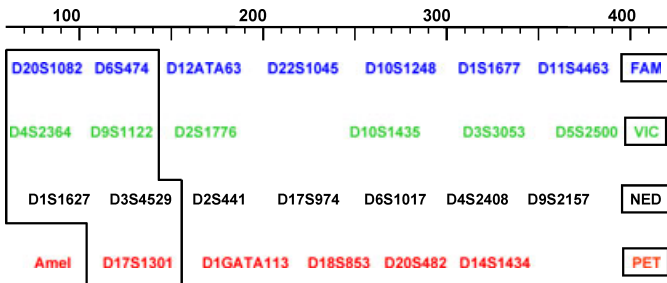 100 200 300 400
D20S1082 D6S474 D12ATA63 D22S1045 D10S1248 D1S1677 D11S4463 FAM
D4S2364 D9S1122 D2S1776 D10S1435 D3S3053 D5S2500 VIC
D1S1627 D3S4529 D2S441 D17S974 D6S1017 D4S2408 D9S2157 NED
Amel D17S1301 D1GATA113 D18S853 D20S482 D14S1434 PET